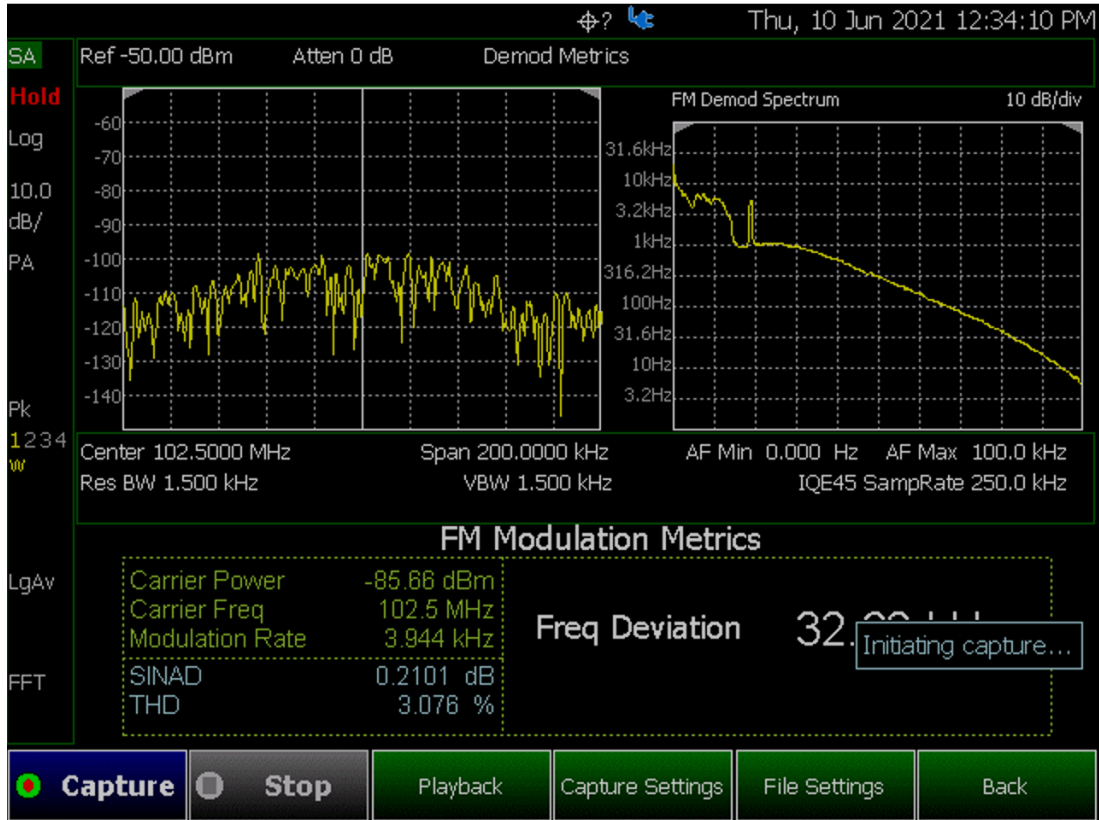 ? Thu, 10 Jun 2021 12:34:10 PM
SA Ref -50.00 dBm Atten 0 dB Demod Metrics
Hold
Log
10.0
dB/
PA
Pk
1234
W
LgAv
FFT
-60
-70
-80
-90
-100
-110
-120
-130
-140
FM Demod Spectrum 10 dB/div
31.6kHz
10kHz
3.2kHz
1kHz
316.2Hz
100Hz
31.6Hz
10Hz
3.2Hz
Center 102.5000 MHz Span 200.0000 kHz AF Min 0.000 Hz AF Max 100.0 kHz
Res BW 1.500 kHz VBW 1.500 kHz IQE45 SampRate 250.0 kHz
FM Modulation Metrics
Carrier Power -85.66 dBm
Carrier Freq 102.5 MHz
Modulation Rate 3.944 kHz
SINAD 0.2101 dB
THD 3.076 %
Freq Deviation 32.
Initiating capture...
Capture Stop Playback Capture Settings File Settings Back